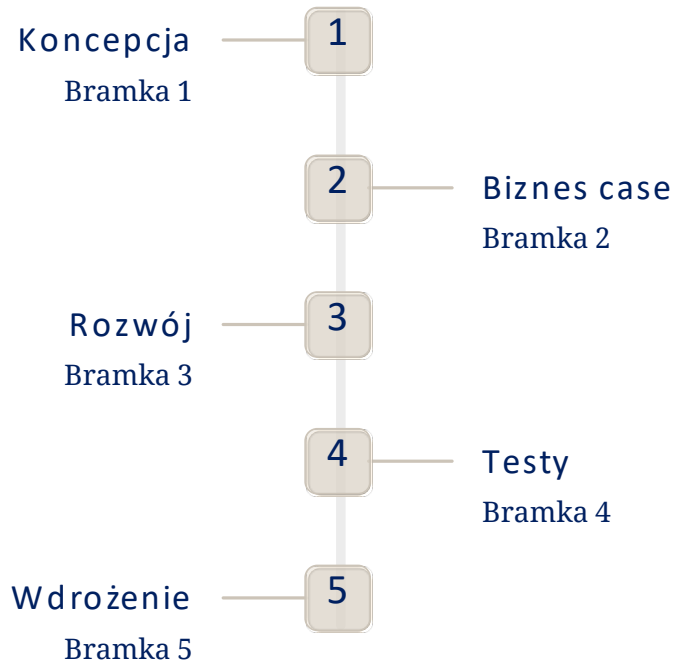 1
Koncepcja
Bramka 1
2
Biznes case
Bramka 2
3
Rozwój
Bramka 3
4
Testy
Bramka 4
5
Wdrożenie
Bramka 5